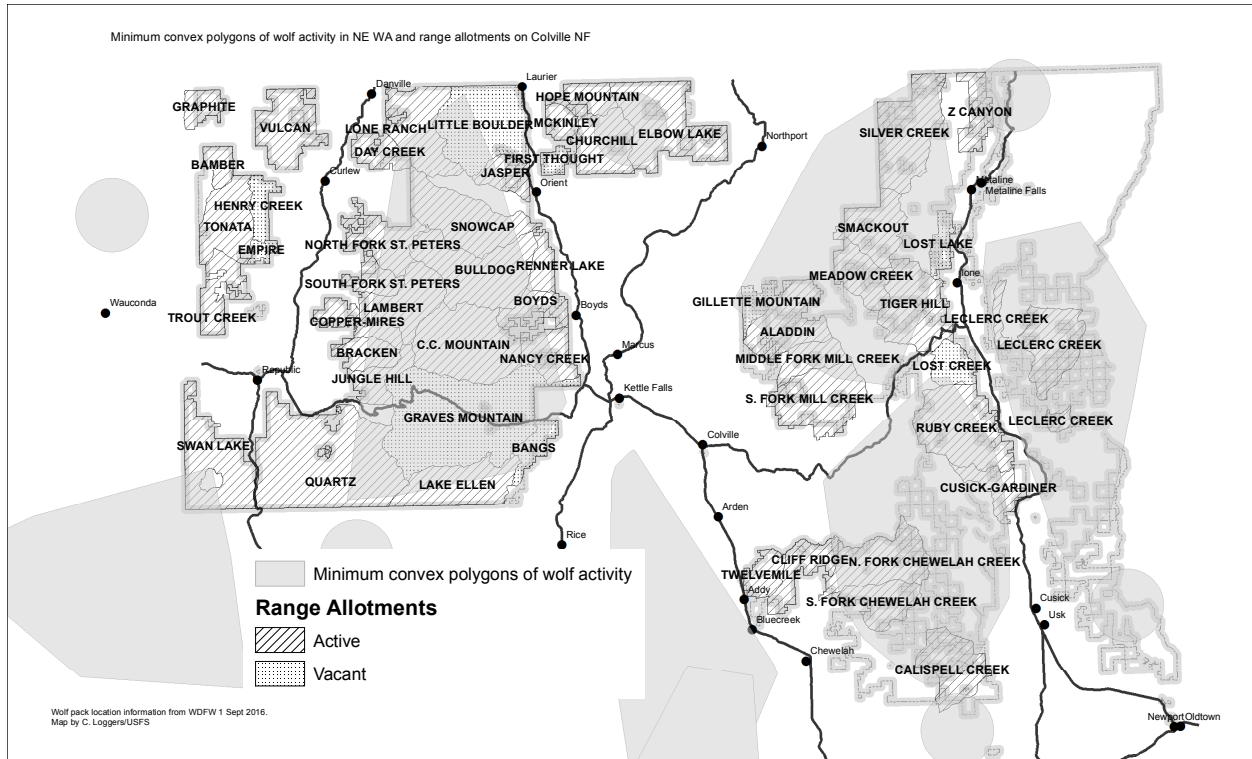 Minimum convex polygons of wolf activity in NE WA and range allotments on Colville NF
Laurier
Danville
GRAPHITE
HOPE MOUNTAIN
VULCAN
LONE RANCH
LITTLE BOULDER
MCKINLEY
Z CANYON
ELBOW LAKE
SILVER CREEK
CHURCHILL
Northport
DAY CREEK
FIRST THOUGHT
BAMBER
JASPER
Curlew
Orient
Metaline
Metaline Falls
HENRY CREEK
TONATA
SNOWCAP
SMACKOUT
NORTH FORK ST. PETERS
LOST LAKE
EMPIRE
BULLDOG
RENNER LAKE
MEADOW CREEK
Ione
SOUTH FORK ST. PETERS
Wauconda
BOYDS
Boyds
GILLETTE MOUNTAIN
TIGER HILL
LAMBERT
TROUT CREEK
COPPER-MIRES
LECLERC CREEK
ALADDIN
C.C. MOUNTAIN
LECLERC CREEK
BRACKEN
Marcus
NANCY CREEK
MIDDLE FORK MILL CREEK
LOST CREEK
Republic
JUNGLE HILL
Kettle Falls
S. FORK MILL CREEK
GRAVES MOUNTAIN
LECLERC CREEK
RUBY CREEK
Colville
SWAN LAKE
BANGS
QUARTZ
LAKE ELLEN
CUSICK-GARDINER
Arden
Rice
CLIFF RIDGE
N. FORK CHEWELAH CREEK
TWELVEMILE
Minimum convex polygons of wolf activity
Addy
S. FORK CHEWELAH CREEK
Cusick
Range Allotments
Bluecreek
Usk
Active
Chewelah
CALISPELL CREEK
Vacant
Wolf pack location information from WDFW 1 Sept 2016.
Map by C. Loggers/USFS
Newport
Oldtown